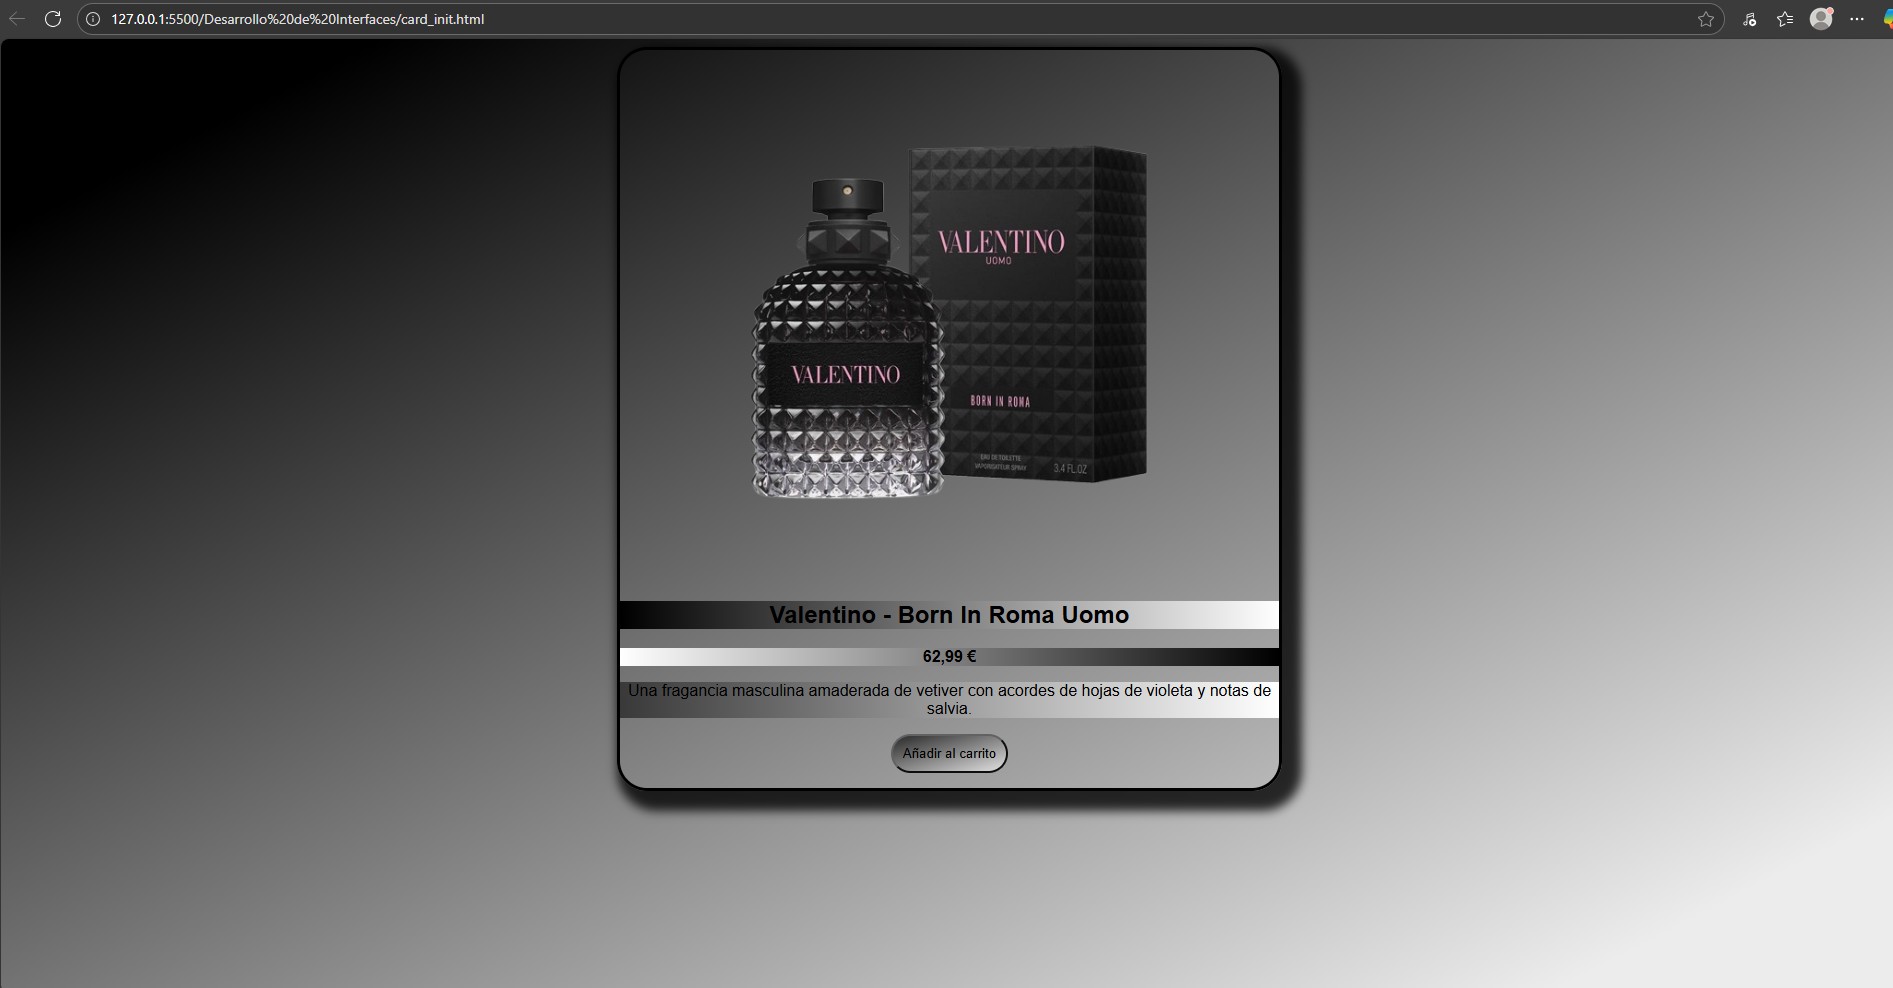 127.0.0.1:5500/Desarrollo%20de%20Interfaces/card_init.html
VALENTINO
UOMO
VALENTINO
BORN IN ROMA
EAU DE TOILETTE
VAPORISATEUR SPRAY
3.4 FL.OZ
Valentino - Born In Roma Uomo
62,99 €
Una fragancia masculina amaderada de vetiver con acordes de hojas de violeta y notas de
salvia.
Añadir al carrito